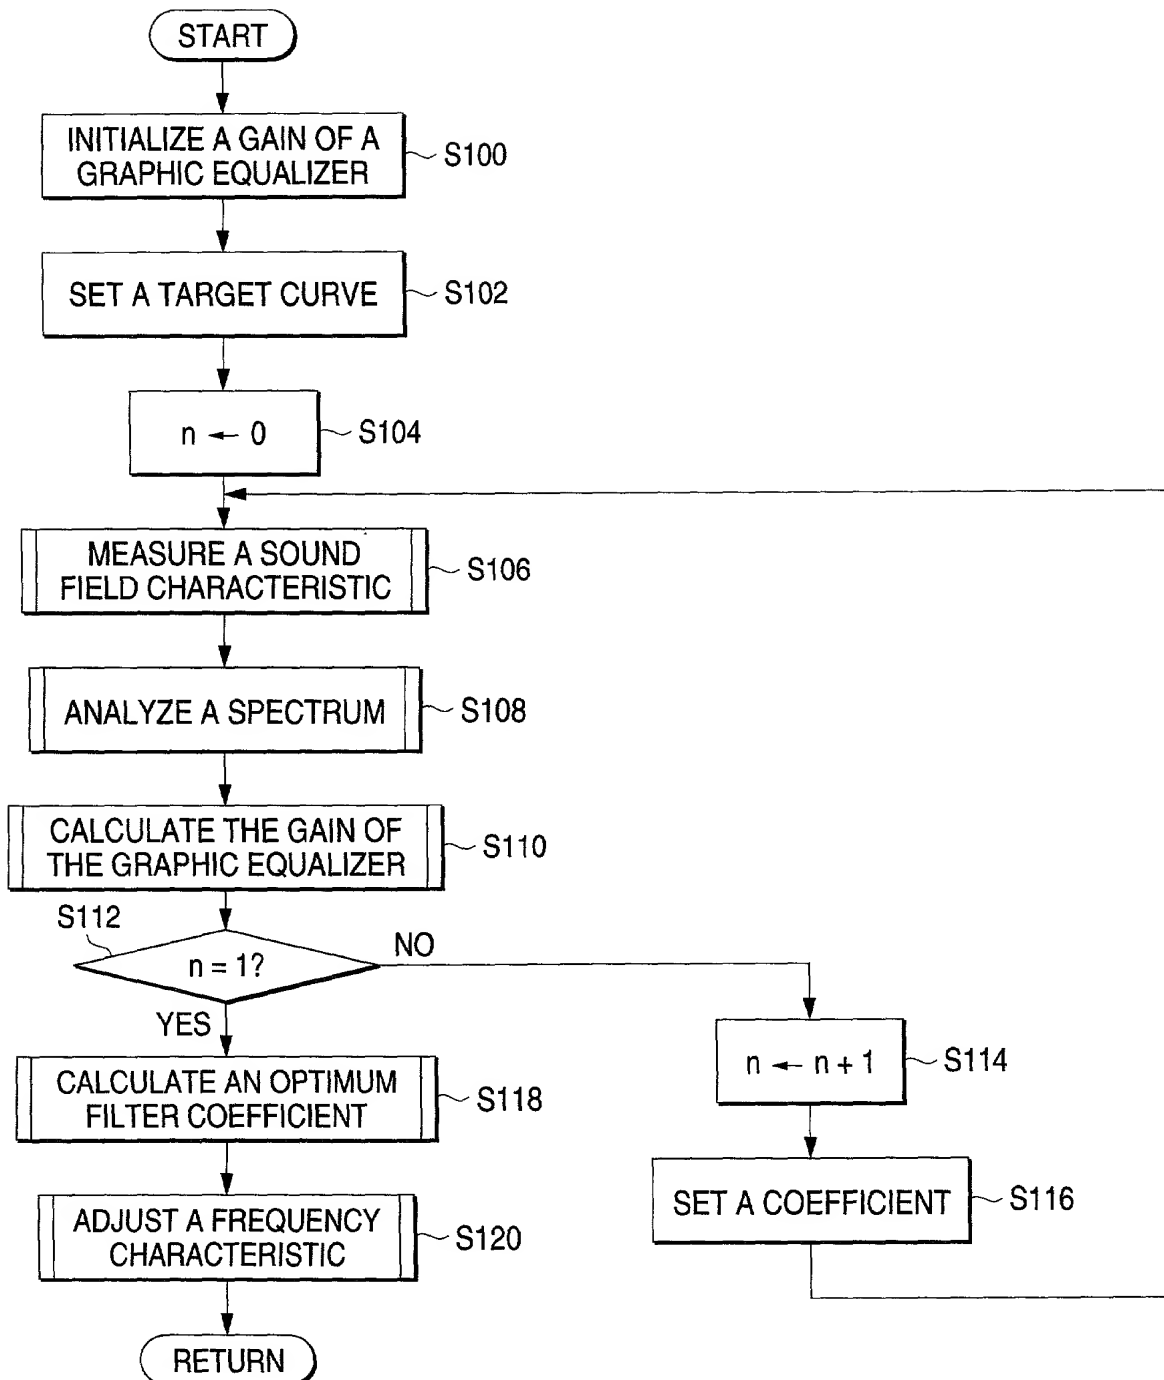 START
INITIALIZE A GAIN OF A
GRAPHIC EQUALIZER
S100
SET A TARGET CURVE
S102
n ← 0
S104
MEASURE A SOUND
FIELD CHARACTERISTIC
S106
ANALYZE A SPECTRUM
S108
CALCULATE THE GAIN OF
THE GRAPHIC EQUALIZER
S110
S112
n = 1?
NO
YES
n ← n + 1
S114
CALCULATE AN OPTIMUM
FILTER COEFFICIENT
S118
SET A COEFFICIENT
S116
ADJUST A FREQUENCY
CHARACTERISTIC
S120
RETURN